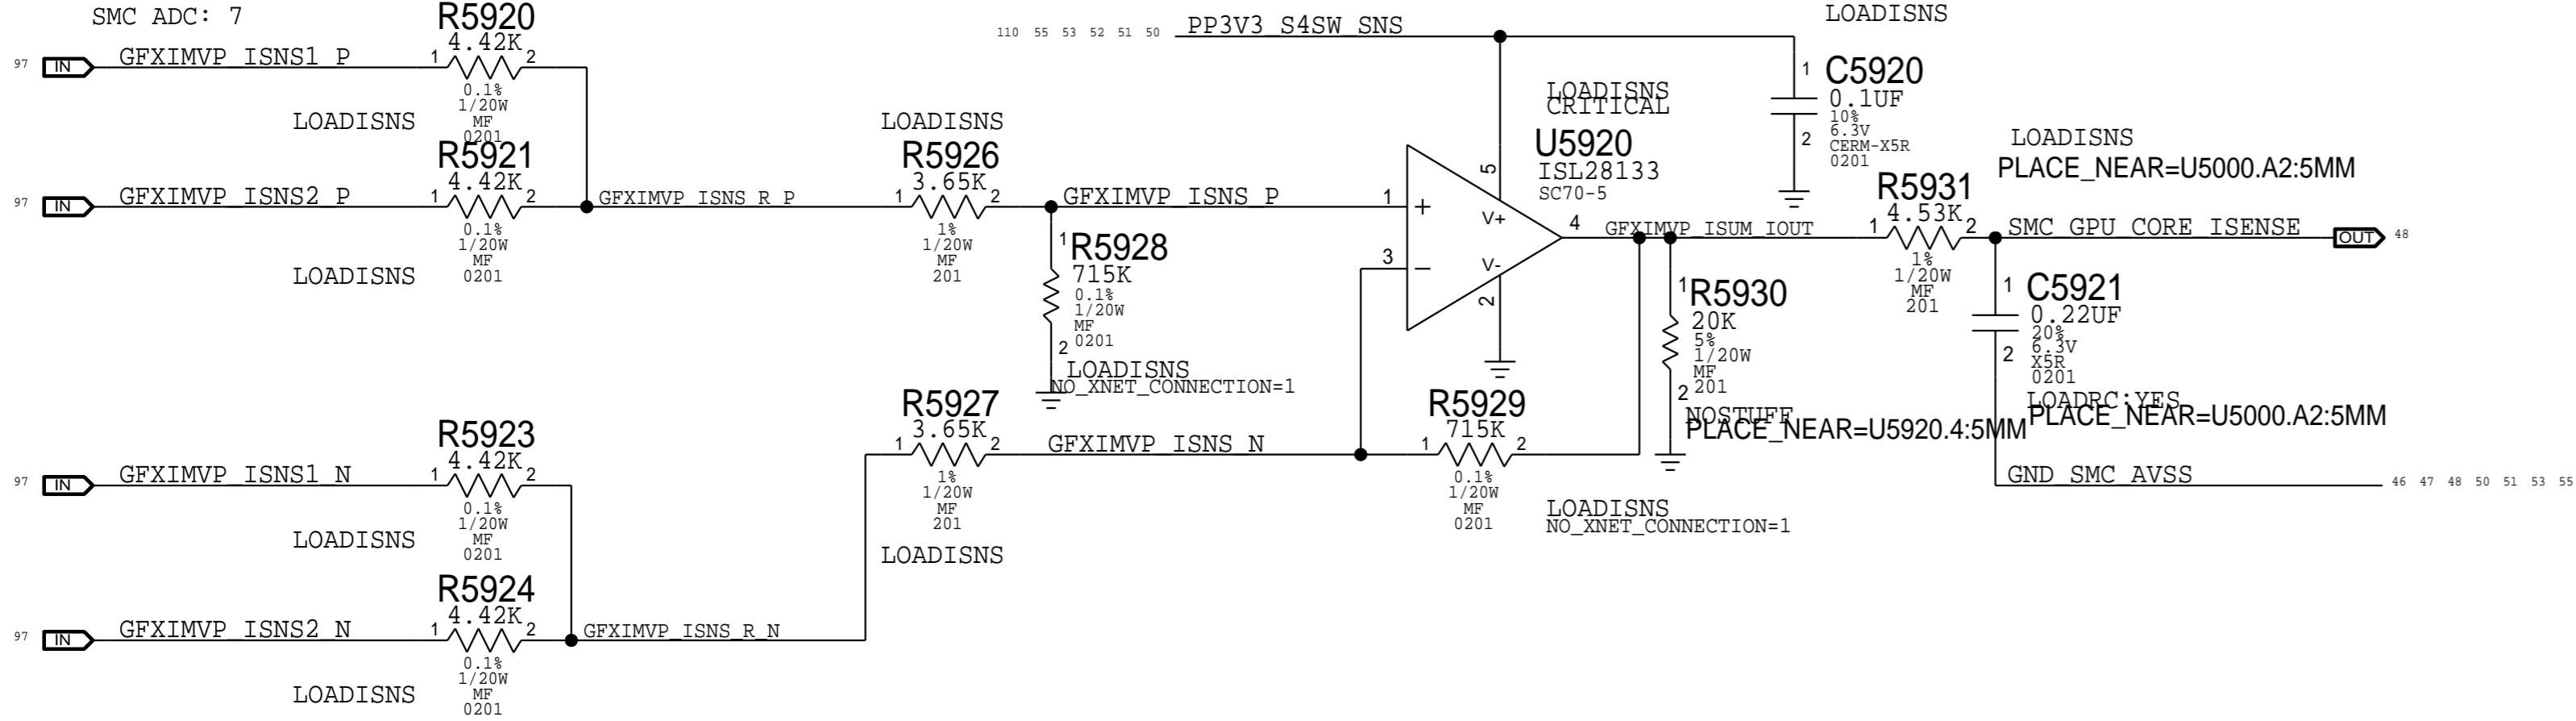 SMC ADC: 7
R5920
4.42K
97 IN GFXIMVP_ISNS1_P 1 2
0.1%
1/20W
MF
0201
LOADISNS
R5921
4.42K
97 IN GFXIMVP_ISNS2_P 1 2
GFXIMVP_ISNS_R_P
0.1%
1/20W
MF
0201
LOADISNS
LOADISNS
R5926
3.65K
1 2
1%
1/20W
MF
201
GFXIMVP_ISNS_P
1
R5928
715K
0.1%
1/20W
MF
0201
2
LOADISNS
NO_XNET_CONNECTION=1
110 55 53 52 51 50 PP3V3_S4SW_SNS
LOADISNS
CRITICAL
U5920
ISL28133
SC70-5
1 +
3 −
5
V+
V-
2
4
LOADISNS
1
C5920
0.1UF
10%
6.3V
CERM-X5R
0201
2
GFXIMVP_ISUM_IOUT
1
R5930
20K
5%
1/20W
MF
201
2
NOSTUFF
PLACE_NEAR=U5920.4:5MM
LOADISNS
PLACE_NEAR=U5000.A2:5MM
R5931
4.53K
1 2
1%
1/20W
MF
201
SMC_GPU_CORE_ISENSE OUT 48
1
C5921
0.22UF
20%
6.3V
X5R
0201
2
LOADRC:YES
PLACE_NEAR=U5000.A2:5MM
GND_SMC_AVSS 46 47 48 50 51 53 55
R5923
4.42K
97 IN GFXIMVP_ISNS1_N 1 2
0.1%
1/20W
MF
0201
LOADISNS
R5924
4.42K
97 IN GFXIMVP_ISNS2_N 1 2
GFXIMVP_ISNS_R_N
0.1%
1/20W
MF
0201
LOADISNS
R5927
3.65K
1 2
1%
1/20W
MF
201
LOADISNS
GFXIMVP_ISNS_N
R5929
715K
1 2
0.1%
1/20W
MF
0201
LOADISNS
NO_XNET_CONNECTION=1